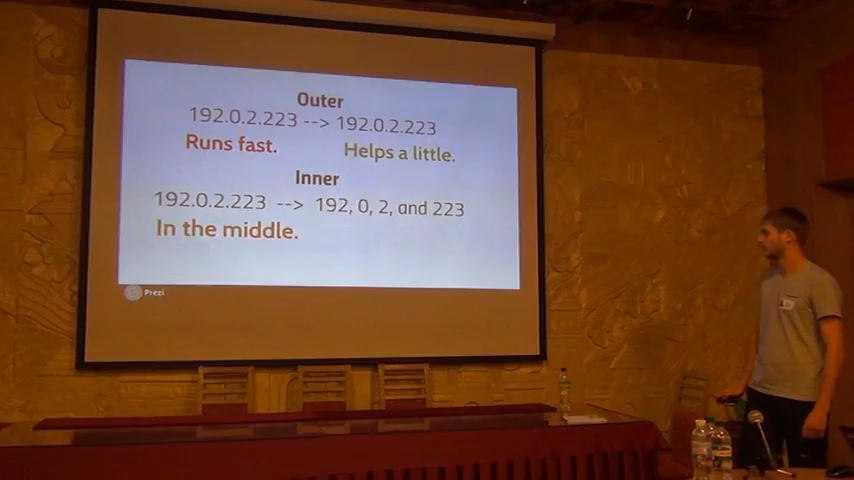 Outer
192.0.2.223 --> 192.0.2.223
Runs fast. Helps a little.
Inner
192.0.2.223 --> 192, 0, 2, and 223
In the middle.
Prezi